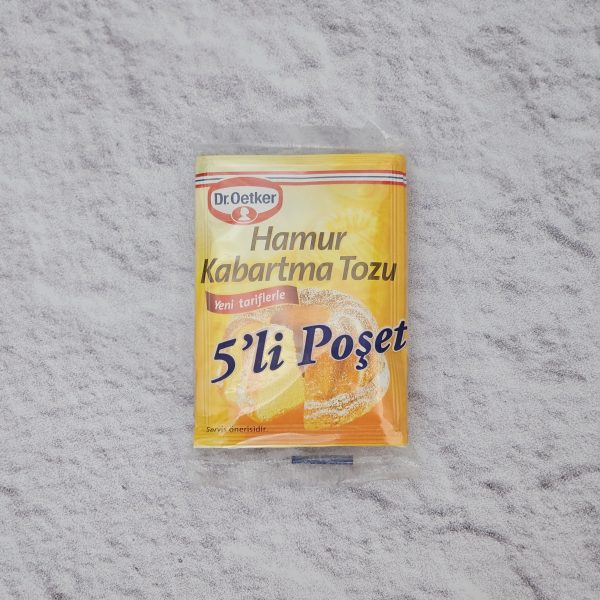 Dr.Oetker
Hamur
Kabartma Tozu
Yeni tariflerle
5'li Poşet
Servis önerisidir.